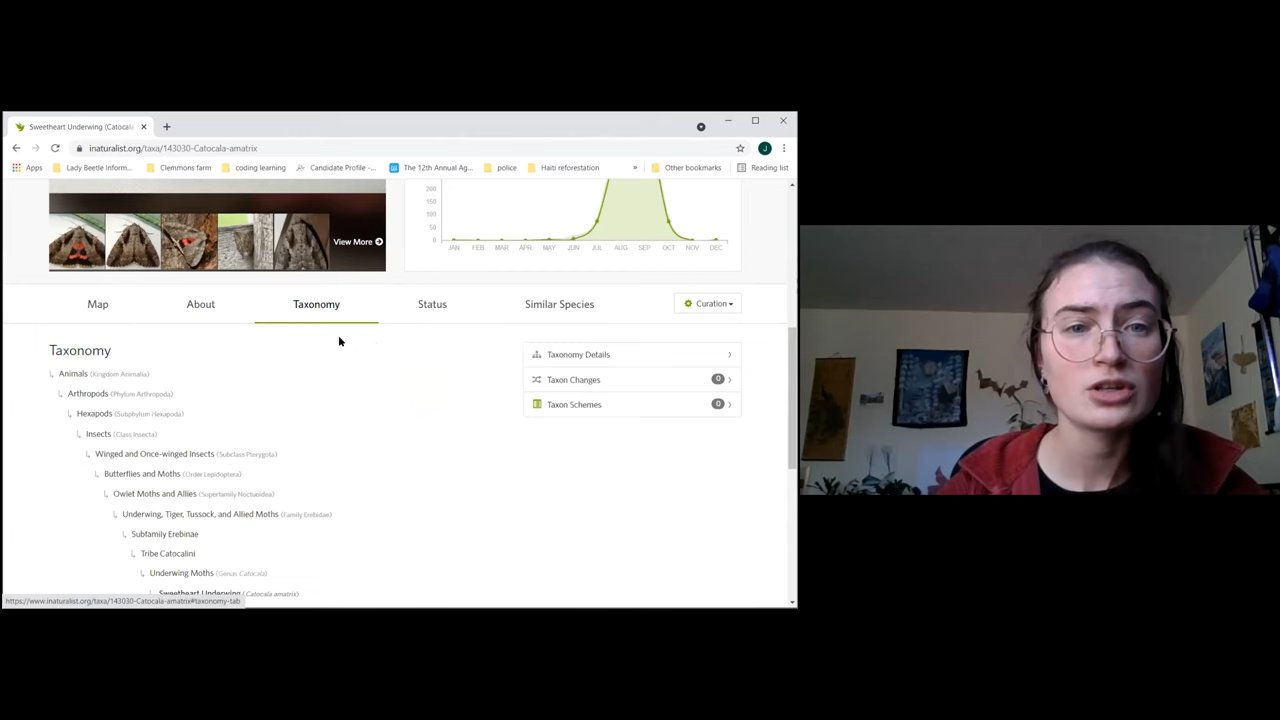 Sweetheart Underwing (Catocala
inaturalist.org/taxa/143030-Catocala-amatrix
J
Apps Lady Beetle Inform... Clemmons farm coding learning Candidate Profile -... The 12th Annual Ag... police Haiti reforestation » Other bookmarks Reading list
View More
200
150
100
50
0
JAN FEB MAR APR MAY JUN JUL AUG SEP OCT NOV DEC
Map About Taxonomy Status Similar Species Curation
Taxonomy
Animals (Kingdom Animalia)
Arthropods (Phylum Arthropoda)
Hexapods (Subphylum Hexapoda)
Insects (Class Insecta)
Winged and Once-winged Insects (Subclass Pterygota)
Butterflies and Moths (Order Lepidoptera)
Owlet Moths and Allies (Superfamily Noctuoidea)
Underwing, Tiger, Tussock, and Allied Moths (Family Erebidae)
Subfamily Erebinae
Tribe Catocalini
Underwing Moths (Genus Catocala)
Sweetheart Underwing (Catocala amatrix)
Taxonomy Details
Taxon Changes 0
Taxon Schemes 0
https://www.inaturalist.org/taxa/143030-Catocala-amatrix#taxonomy-tab